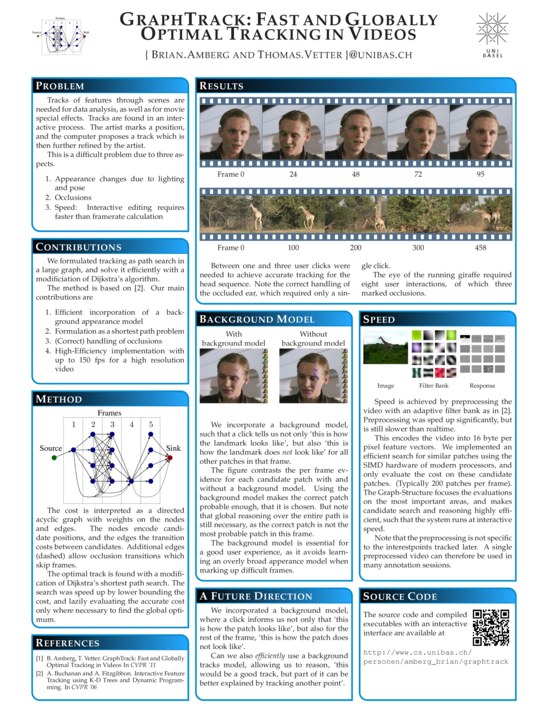 GRAPHTRACK: FAST AND GLOBALLY
OPTIMAL TRACKING IN VIDEOS
{ BRIAN.AMBERG AND THOMAS.VETTER }@UNIBAS.CH
UNI
BASEL
PROBLEM
Tracks of features through scenes are
needed for data analysis, as well as for movie
special effects. Tracks are found in an inter-
active process. The artist marks a position,
and the computer proposes a track which is
then further refined by the artist.
This is a difficult problem due to three as-
pects.
1. Appearance changes due to lighting
and pose
2. Occlusions
3. Speed: Interactive editing requires
faster than framerate calculation
CONTRIBUTIONS
We formulated tracking as path search in
a large graph, and solve it efficiently with a
modificiation of Dijkstra's algorithm.
The method is based on [2]. Our main
contributions are
1. Efficient incorporation of a back-
ground appearance model
2. Formulation as a shortest path problem
3. (Correct) handling of occlusions
4. High-Efficiency implementation with
up to 150 fps for a high resolution
video
METHOD
Frames
1 2 3 4 5
Source
Sink
The cost is interpreted as a directed
acyclic graph with weights on the nodes
and edges. The nodes encode candi-
date positions, and the edges the transition
costs between candidates. Additional edges
(dashed) allow occlusion transitions which
skip frames.
The optimal track is found with a modifi-
cation of Dijkstra's shortest path search. The
search was speed up by lower bounding the
cost, and lazily evaluating the accurate cost
only where necessary to find the global opti-
mum.
REFERENCES
[1] B. Amberg, T. Vetter. GraphTrack: Fast and Globally
Optimal Tracking in Videos In CVPR '11
[2] A. Buchanan and A. Fitzgibbon. Interactive Feature
Tracking using K-D Trees and Dynamic Program-
ming. In CVPR '06
RESULTS
Frame 0 24 48 72 95
Frame 0 100 200 300 458
Between one and three user clicks were
needed to achieve accurate tracking for the
head sequence. Note the correct handling of
the occluded ear, which required only a sin-
gle click.
The eye of the running giraffe required
eight user interactions, of which three
marked occlusions.
BACKGROUND MODEL
With
background model
Without
background model
We incorporate a background model,
such that a click tells us not only 'this is how
the landmark looks like', but also 'this is
how the landmark does not look like' for all
other patches in that frame.
The figure contrasts the per frame ev-
idence for each candidate patch with and
without a background model. Using the
background model makes the correct patch
probable enough, that it is chosen. But note
that global reasoning over the entire path is
still necessary, as the correct patch is not the
most probable patch in this frame.
The background model is essential for
a good user experience, as it avoids learn-
ing an overly broad apperance model when
marking up difficult frames.
A FUTURE DIRECTION
We incorporated a background model,
where a click informs us not only that 'this
is how the patch looks like', but also for the
rest of the frame, 'this is how the patch does
not look like'.
Can we also efficiently use a background
tracks model, allowing us to reason, 'this
would be a good track, but part of it can be
better explained by tracking another point'.
SPEED
Image Filter Bank Response
Speed is achieved by preprocessing the
video with an adaptive filter bank as in [2].
Preprocessing was sped up significantly, but
is still slower than realtime.
This encodes the video into 16 byte per
pixel feature vectors. We implemented an
efficient search for similar patches using the
SIMD hardware of modern processors, and
only evaluate the cost on these candidate
patches. (Typically 200 patches per frame).
The Graph-Structure focuses the evaluations
on the most important areas, and makes
candidate search and reasoning highly effi-
cient, such that the system runs at interactive
speed.
Note that the preprocessing is not specific
to the interestpoints tracked later. A single
preprocessed video can therefore be used in
many annotation sessions.
SOURCE CODE
The source code and compiled
executables with an interactive
interface are available at
http://www.cs.unibas.ch/
personen/amberg_brian/graphtrack